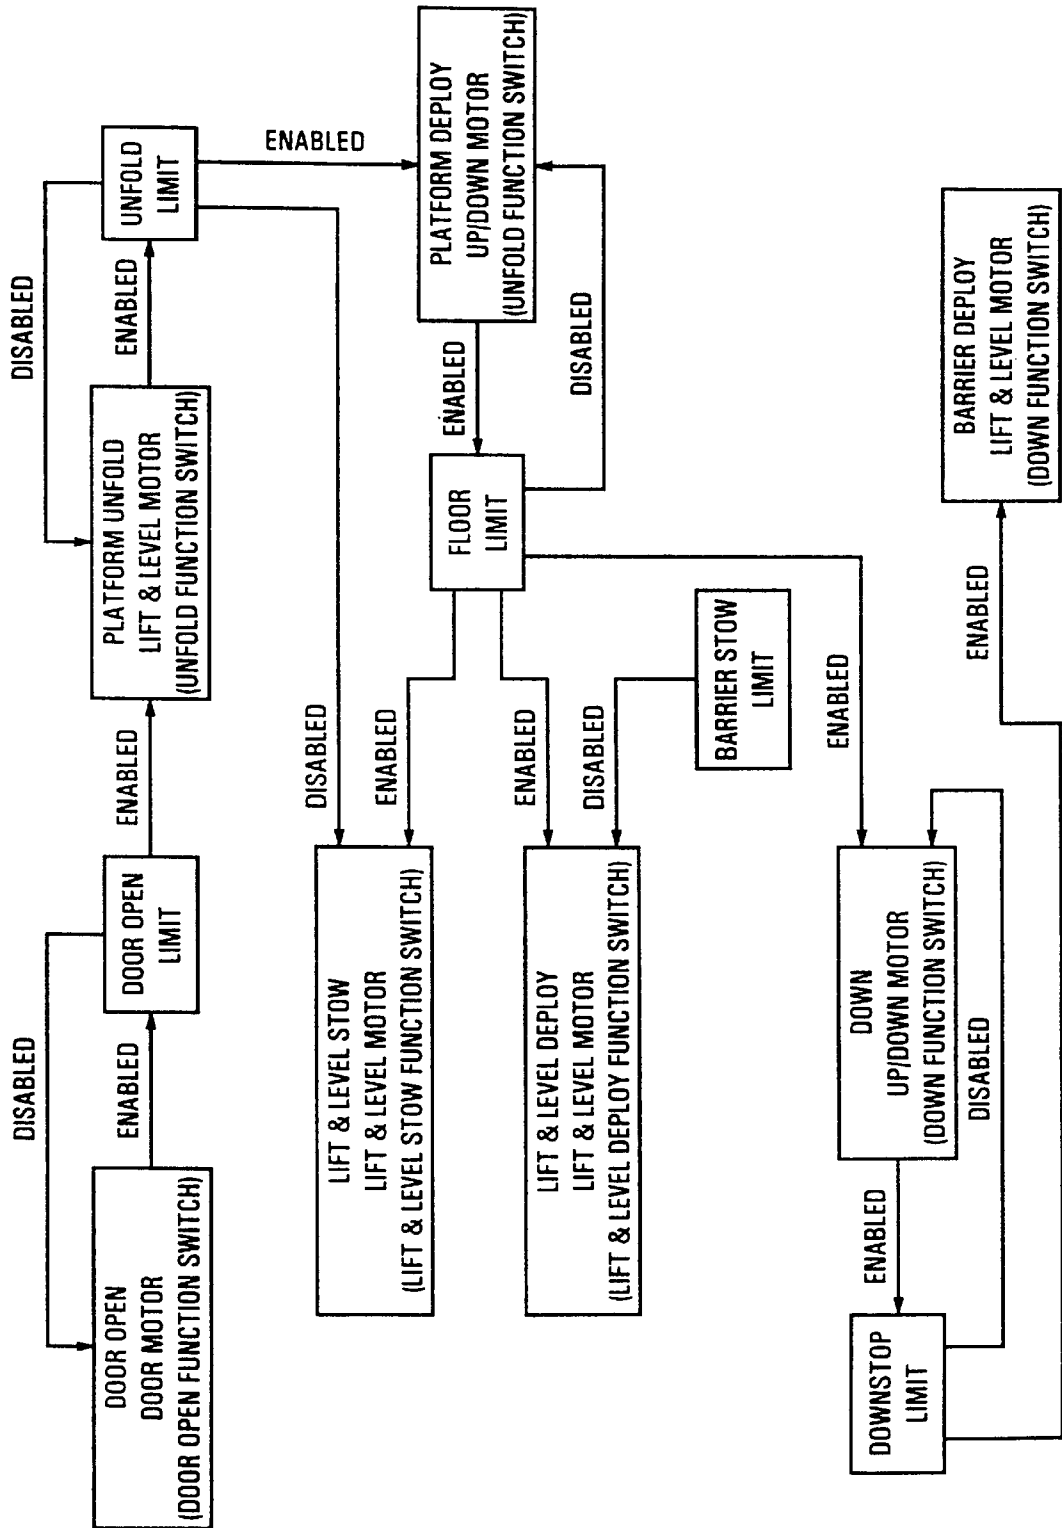 DISABLED
DOOR OPEN
DOOR MOTOR
(DOOR OPEN FUNCTION SWITCH)
ENABLED
DOOR OPEN
LIMIT
ENABLED
DISABLED
PLATFORM UNFOLD
LIFT & LEVEL MOTOR
(UNFOLD FUNCTION SWITCH)
ENABLED
UNFOLD
LIMIT
ENABLED
DISABLED
LIFT & LEVEL STOW
LIFT & LEVEL MOTOR
(LIFT & LEVEL STOW FUNCTION SWITCH)
ENABLED
FLOOR
LIMIT
ENABLED
PLATFORM DEPLOY
UP/DOWN MOTOR
(UNFOLD FUNCTION SWITCH)
DISABLED
LIFT & LEVEL DEPLOY
LIFT & LEVEL MOTOR
(LIFT & LEVEL DEPLOY FUNCTION SWITCH)
ENABLED
DISABLED
BARRIER STOW
LIMIT
ENABLED
DOWNSTOP
LIMIT
ENABLED
DOWN
UP/DOWN MOTOR
(DOWN FUNCTION SWITCH)
DISABLED
ENABLED
BARRIER DEPLOY
LIFT & LEVEL MOTOR
(DOWN FUNCTION SWITCH)